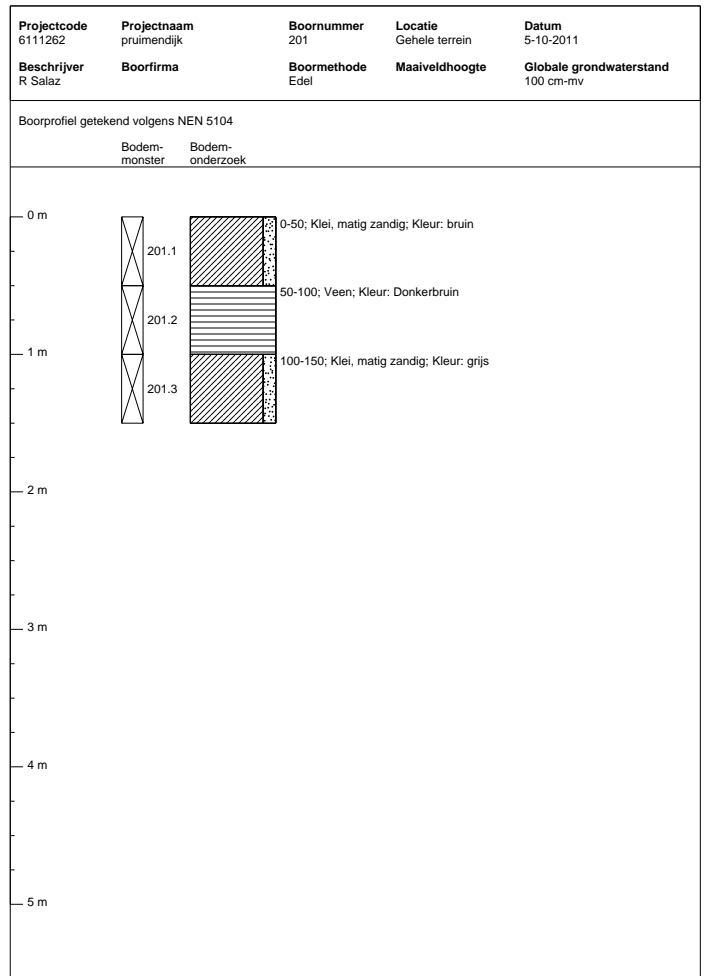 Projectcode Projectnaam Boornummer Locatie Datum
6111262 pruimendijk 201 Gehele terrein 5-10-2011
Beschrijver Boorfirma Boormethode Maaiveldhoogte Globale grondwaterstand
R Salaz Edel 100 cm-mv
Boorprofiel getekend volgens NEN 5104
Bodem- Bodem-
monster onderzoek
0 m
0-50; Klei, matig zandig; Kleur: bruin
201.1
50-100; Veen; Kleur: Donkerbruin
201.2
1 m
100-150; Klei, matig zandig; Kleur: grijs
201.3
2 m
3 m
4 m
5 m